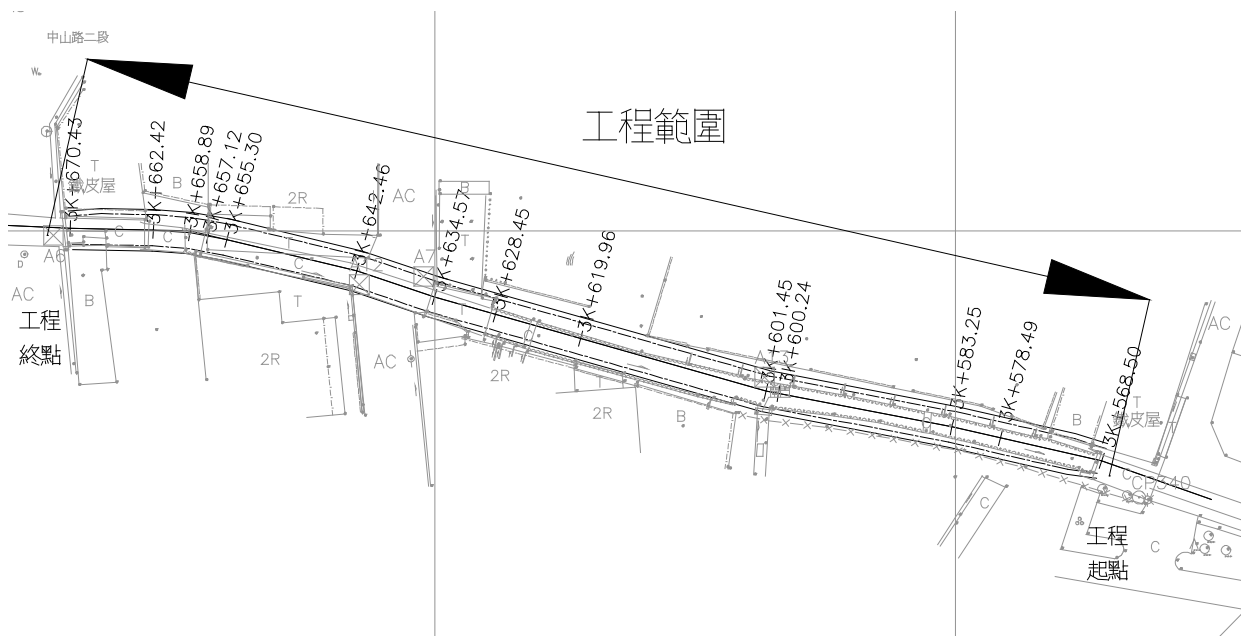 中山路二段
工程範圍
3K+670.43
3K+662.42
3K+658.89
3K+657.12
3K+655.30
3K+642.46
3K+634.57
3K+628.45
3K+619.96
3K+601.45
3K+600.24
3K+583.25
3K+578.49
3K+568.50
T
鐵皮屋
B
2R
AC
B
T
T
C
C
C
A6
A7
2
D
AC
B
T
T
工程
終點
2R
AC
2R
C
T
2R
B
C
B
T
鐵皮屋
T
AC
C
CP340
C
C
工程
起點